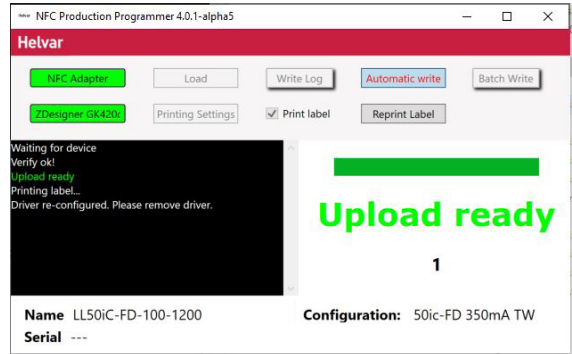 Helvar NFC Production Programmer 4.0.1-alpha5
Helvar
NFC Adapter Load Write Log Automatic write Batch Write
ZDesigner GK420c Printing Settings Print label Reprint Label
Waiting for device
Verify ok!
Upload ready
Printing label...
Driver re-configured. Please remove driver.
Upload ready
1
Name LL50iC-FD-100-1200 Configuration: 50ic-FD 350mA TW
Serial ---